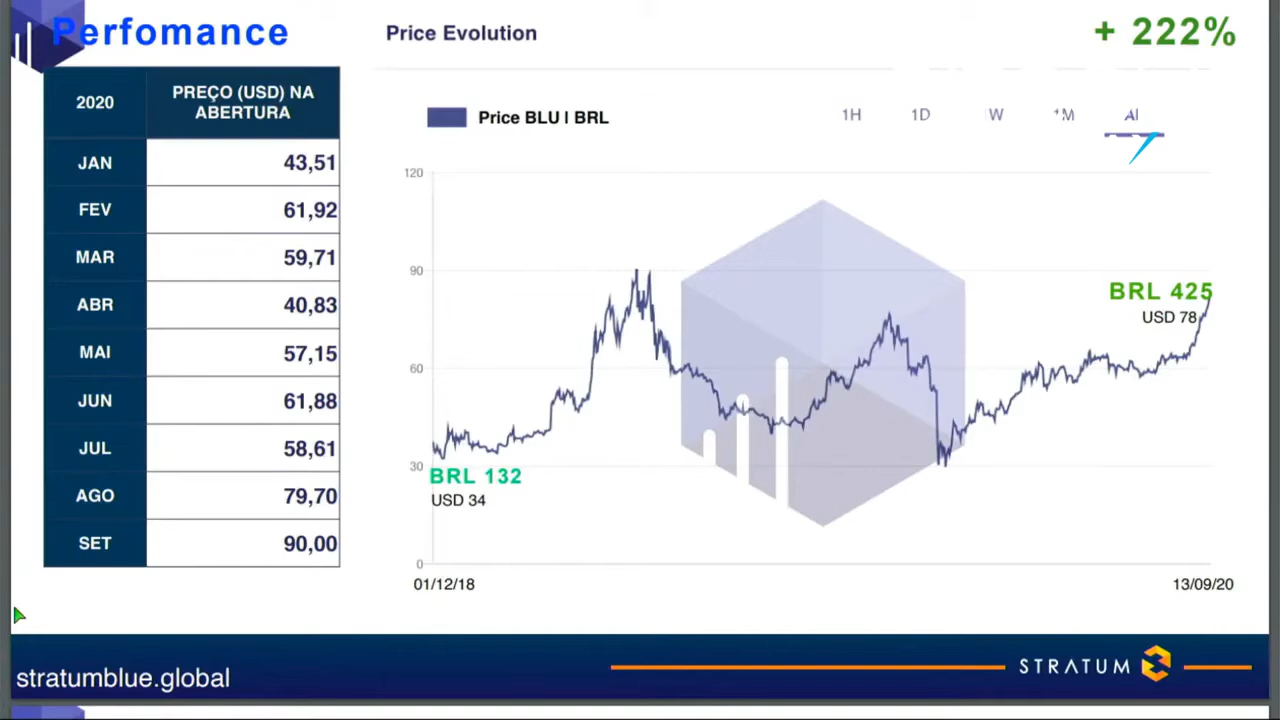 Perfomance
Price Evolution
+ 222%
2020 PREÇO (USD) NA ABERTURA
JAN 43,51
FEV 61,92
MAR 59,71
ABR 40,83
MAI 57,15
JUN 61,88
JUL 58,61
AGO 79,70
SET 90,00
Price BLU | BRL
1H 1D W
120
90
60
30
0
BRL 425
USD 78
BRL 132
USD 34
01/12/18
13/09/20
stratumblue.global
STRATUM